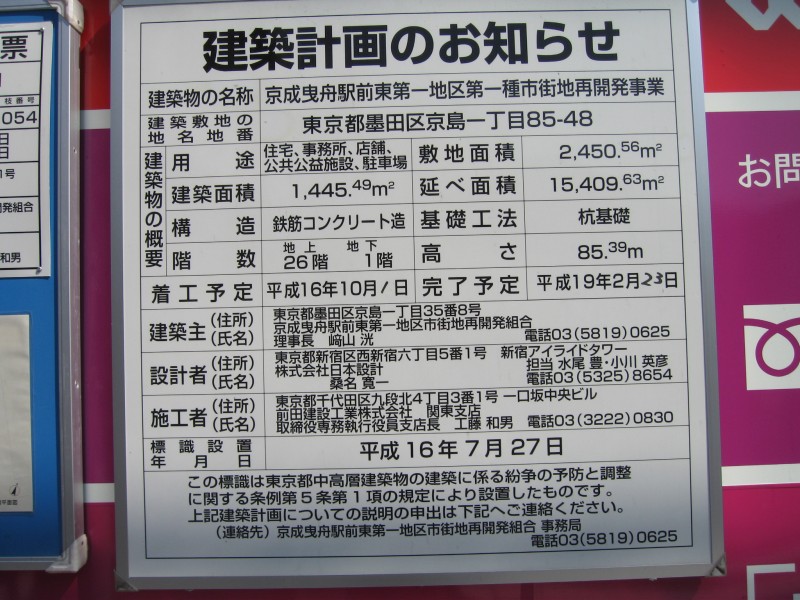 建築計画のお知らせ
建築物の名称 京成曳舟駅前東第一地区第一種市街地再開発事業
建築敷地の地名地番 東京都墨田区京島一丁目85-48
建築物の概要
用途 住宅、事務所、店舗、公共公益施設、駐車場 敷地面積 2,450.56m²
建築面積 1,445.49m² 延べ面積 15,409.63m²
構造 鉄筋コンクリート造 基礎工法 杭基礎
階数 地上26階 地下1階 高さ 85.39m
着工予定 平成16年10月1日 完了予定 平成19年2月23日
建築主(住所)(氏名)
東京都墨田区京島一丁目35番8号
京成曳舟駅前東第一地区市街地再開発組合
理事長 﨑山 洸 電話03(5819)0625
設計者(住所)(氏名)
東京都新宿区西新宿六丁目5番1号 新宿アイライドタワー
株式会社日本設計 担当 水尾 豊・小川 英彦
桑名 寛一 電話03(5325)8654
施工者(住所)(氏名)
東京都千代田区九段北4丁目3番1号 一口坂中央ビル
前田建設工業株式会社 関東支店
取締役専務執行役員支店長 工藤 和男 電話03(3222)0830
標識設置年月日 平成16年7月27日
この標識は東京都中高層建築物の建築に係る紛争の予防と調整
に関する条例第5条第1項の規定により設置したものです。
上記建築計画についての説明の申出は下記へご連絡ください。
(連絡先)京成曳舟駅前東第一地区市街地再開発組合 事務局
電話03(5819)0625
票
枝番号
054
1号
発組合
和男
お問